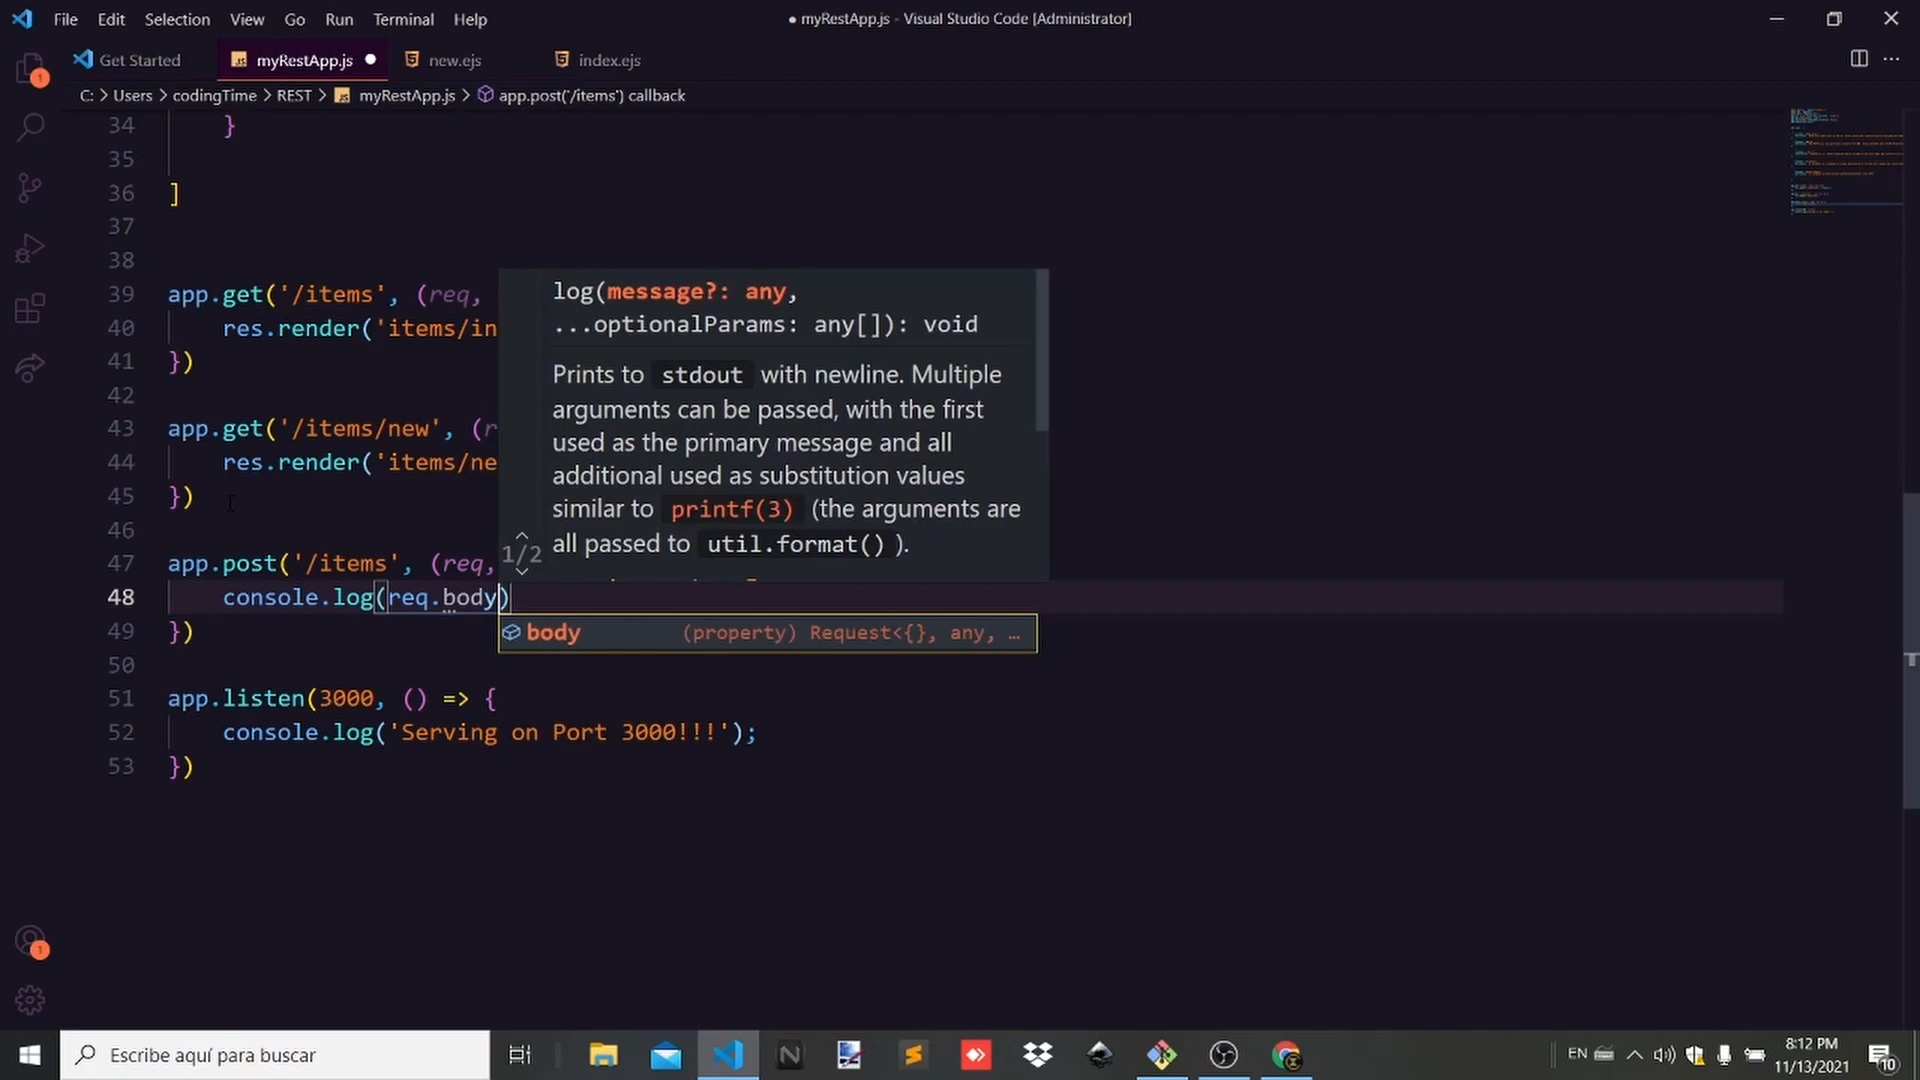 File Edit Selection View Go Run Terminal Help
● myRestApp.js - Visual Studio Code [Administrator]
Get Started
myRestApp.js
new.ejs
index.ejs
C: > Users > codingTime > REST > myRestApp.js > app.post('/items') callback
34 }
35
36 ]
37
38
39 app.get('/items', (req,
40 res.render('items/in
41 })
42
43 app.get('/items/new', (r
44 res.render('items/ne
45 })
46
47 app.post('/items', (req,
48 console.log(req.body)
49 })
50
51 app.listen(3000, () => {
52 console.log('Serving on Port 3000!!!');
53 })
log(message?: any,
...optionalParams: any[]): void
Prints to stdout with newline. Multiple
arguments can be passed, with the first
used as the primary message and all
additional used as substitution values
similar to printf(3) (the arguments are
all passed to util.format() ).
1/2
body (property) Request<{}, any, …
1
1
Escribe aquí para buscar
EN
8:12 PM
11/13/2021
10